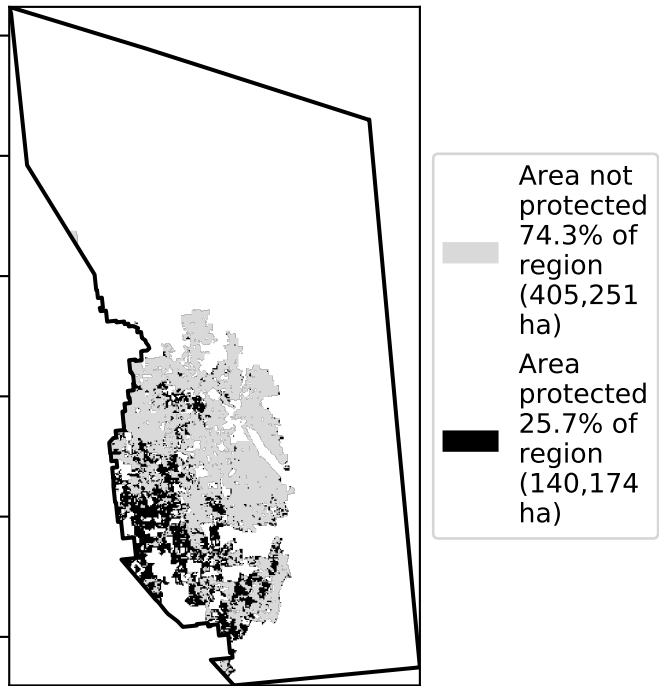 Area not
protected
74.3% of
region
(405,251
ha)
Area
protected
25.7% of
region
(140,174
ha)